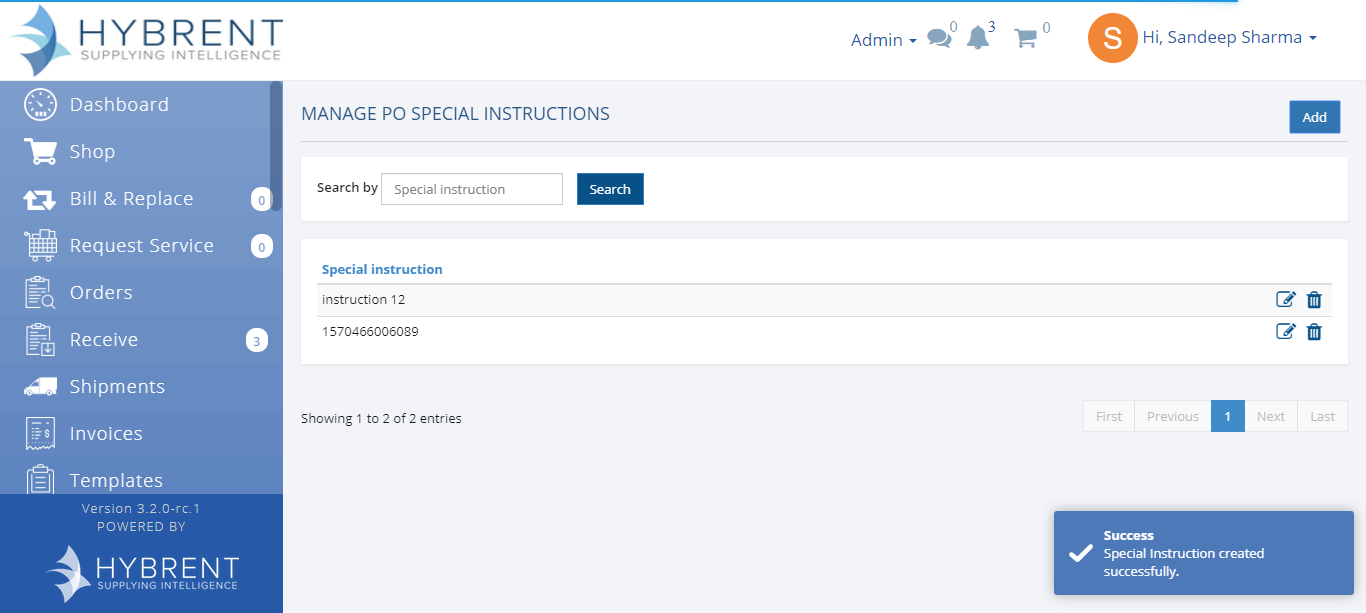 HYBRENT
SUPPLYING INTELLIGENCE
Admin
0
3
0
S
Hi, Sandeep Sharma
Dashboard
Shop
Bill & Replace
0
Request Service
0
Orders
Receive
3
Shipments
Invoices
Templates
Version 3.2.0-rc.1
POWERED BY
HYBRENT
SUPPLYING INTELLIGENCE
MANAGE PO SPECIAL INSTRUCTIONS
Add
Search by
Special instruction
Search
Special instruction
instruction 12
1570466006089
Showing 1 to 2 of 2 entries
First
Previous
1
Next
Last
Success
Special Instruction created
successfully.